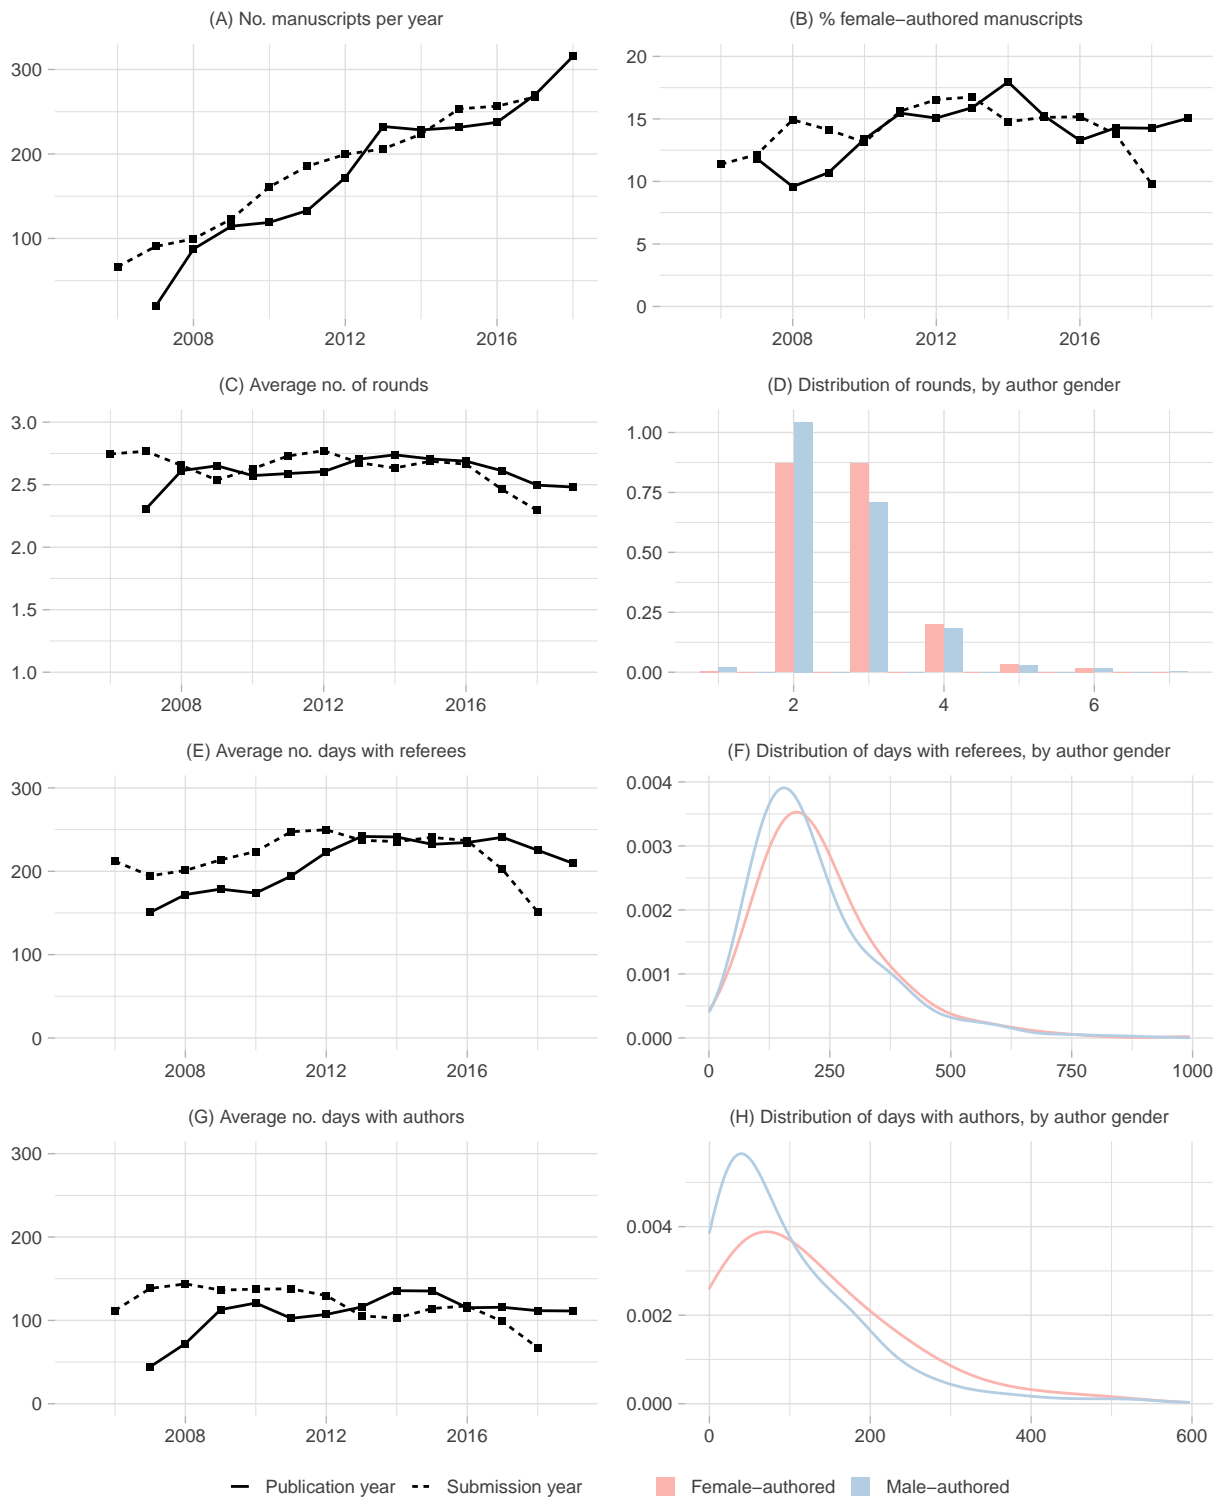 (A) No. manuscripts per year
300
200
100
2008 2012 2016
(B) % female−authored manuscripts
20
15
10
5
0
2008 2012 2016
(C) Average no. of rounds
3.0
2.5
2.0
1.5
1.0
2008 2012 2016
(D) Distribution of rounds, by author gender
1.00
0.75
0.50
0.25
0.00
2 4 6
(E) Average no. days with referees
300
200
100
0
2008 2012 2016
(F) Distribution of days with referees, by author gender
0.004
0.003
0.002
0.001
0.000
0 250 500 750 1000
(G) Average no. days with authors
300
200
100
0
2008 2012 2016
(H) Distribution of days with authors, by author gender
0.004
0.002
0.000
0 200 400 600
Publication year Submission year Female−authored Male−authored